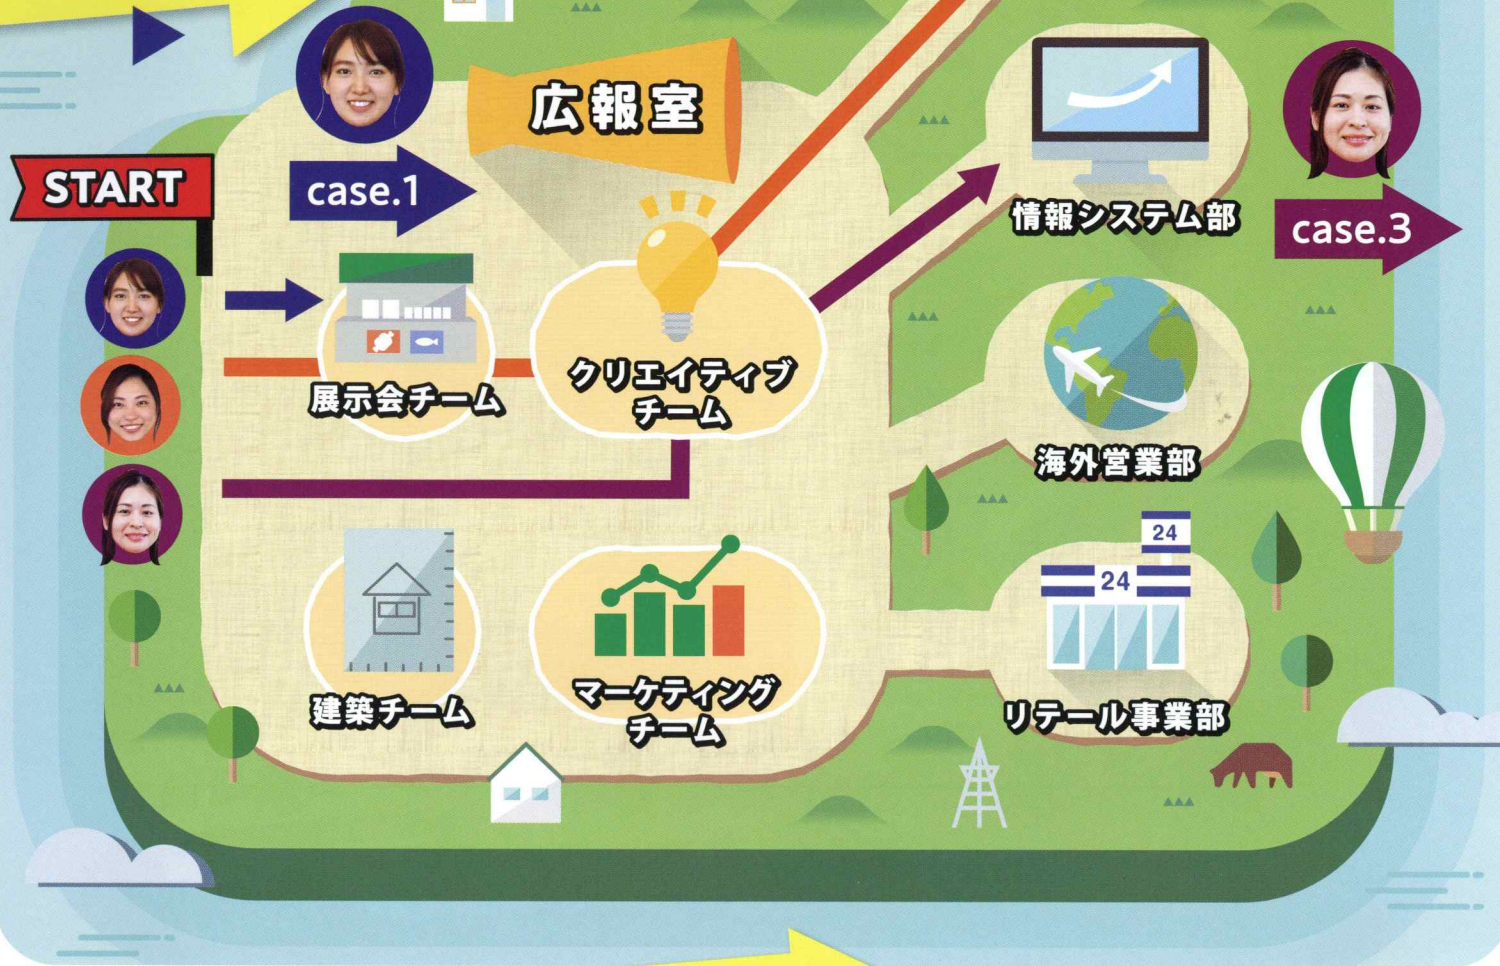 広報室
START
case.1
情報システム部
case.3
展示会チーム
クリエイティブ
チーム
海外営業部
24
24
建築チーム
マーケティング
チーム
リテール事業部